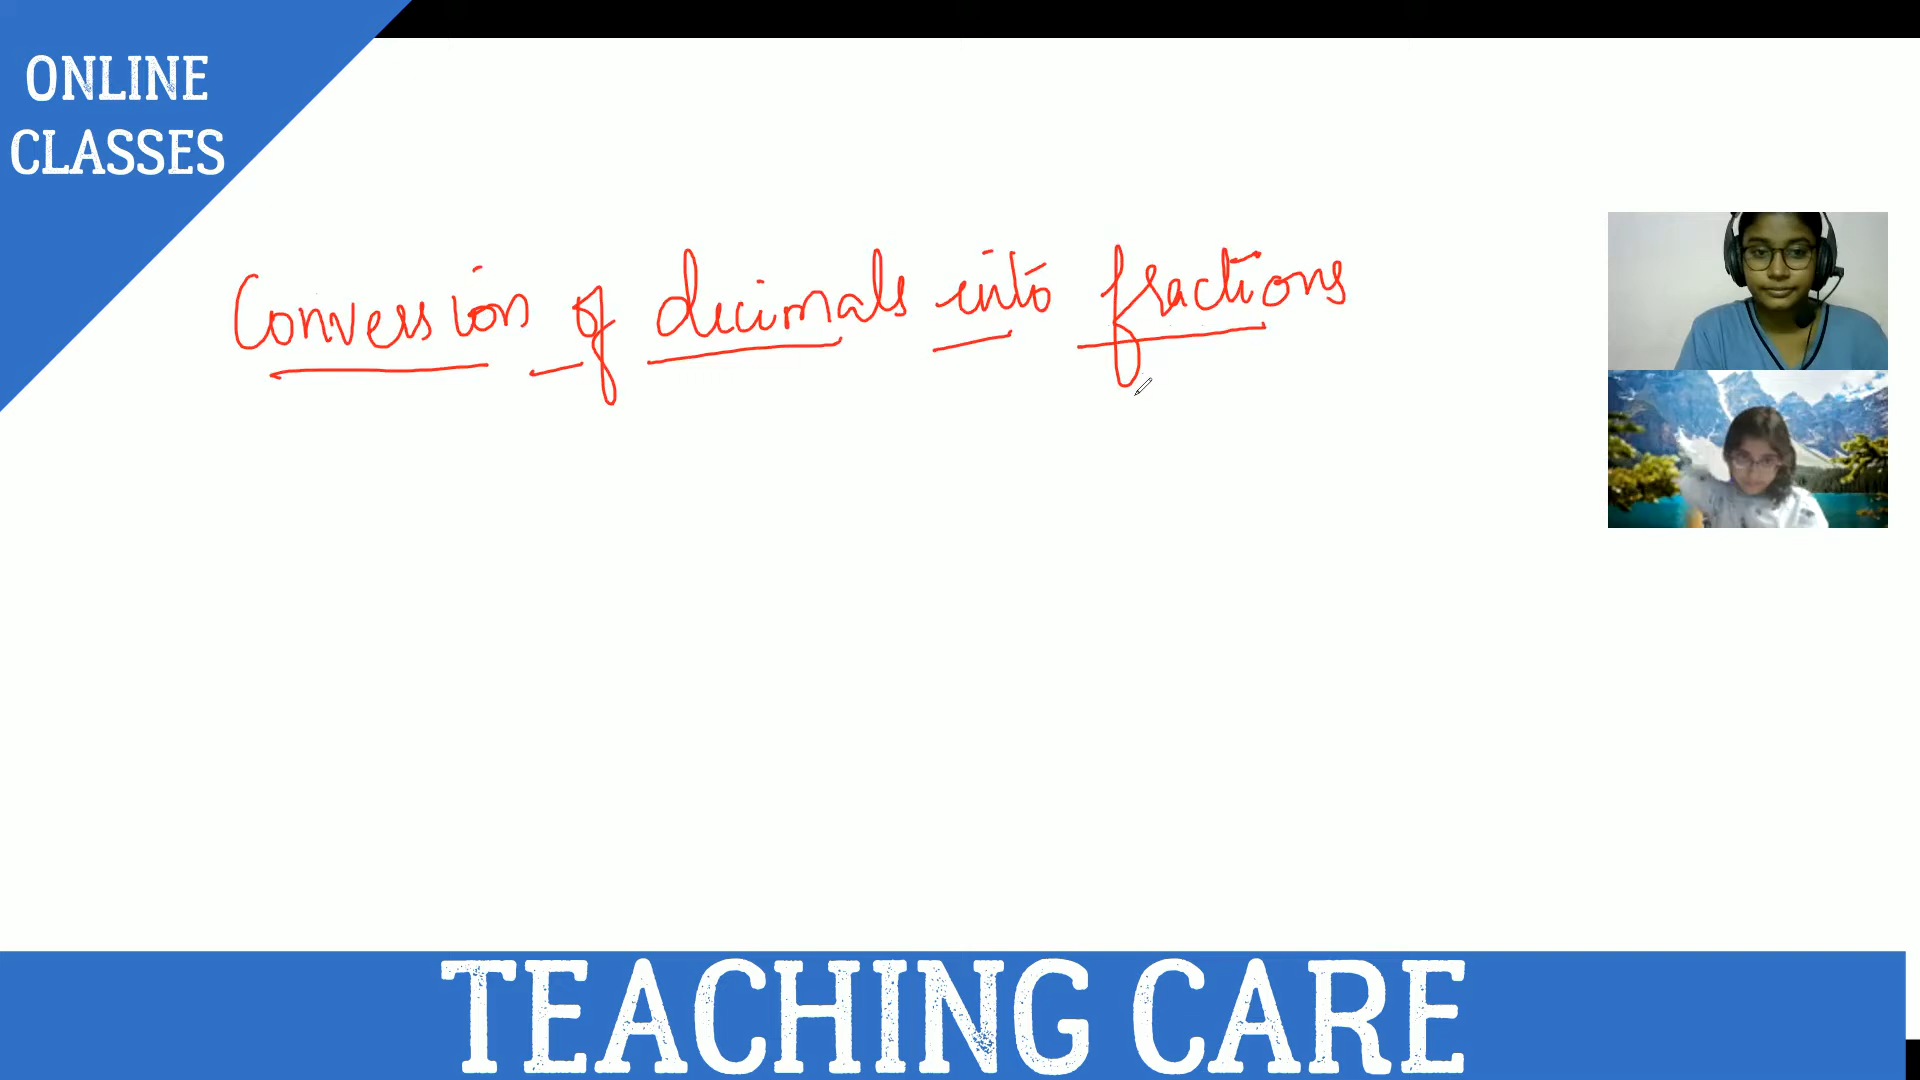 ONLINE
CLASSES
Conversion of decimals into fractions
TEACHING CARE